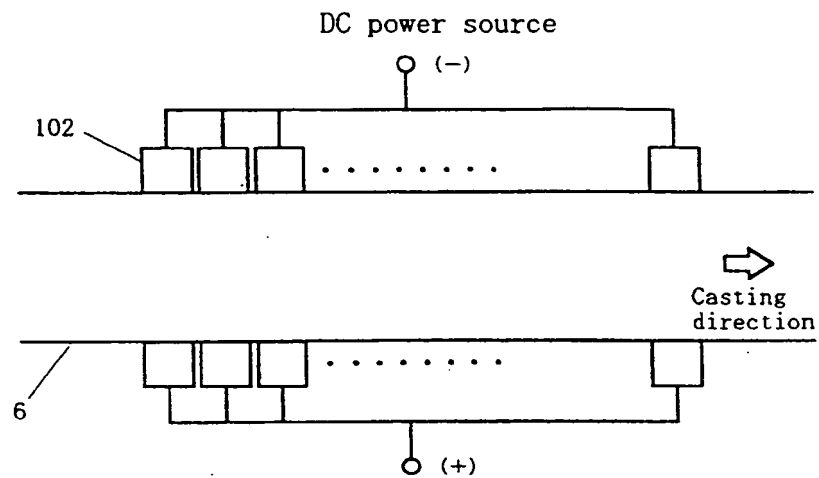 DC power source
(−)
102
Casting
direction
6
(+)